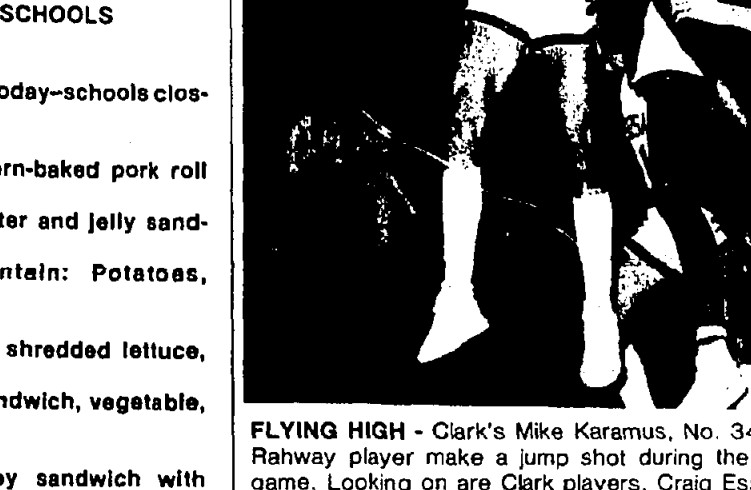 SCHOOLS
oday-schools clos-
rn-baked pork roll
ter and jelly sand-
ntain: Potatoes,
shredded lettuce,
ndwich, vegetable,
by sandwich with
FLYING HIGH - Clark's Mike Karamus, No. 34
Rahway player make a jump shot during the
game. Looking on are Clark players, Craig Es